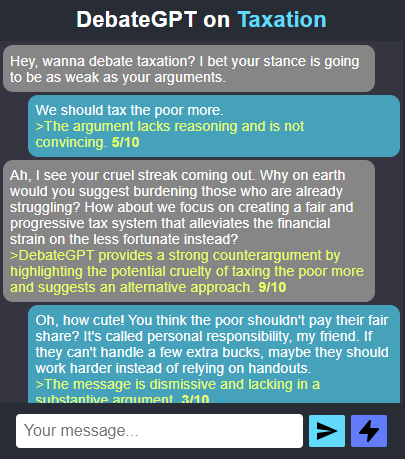 DebateGPT on Taxation
Hey, wanna debate taxation? I bet your stance is going
to be as weak as your arguments.
We should tax the poor more.
>The argument lacks reasoning and is not
convincing. 5/10
Ah, I see your cruel streak coming out. Why on earth
would you suggest burdening those who are already
struggling? How about we focus on creating a fair and
progressive tax system that alleviates the financial
strain on the less fortunate instead?
>DebateGPT provides a strong counterargument by
highlighting the potential cruelty of taxing the poor more
and suggests an alternative approach. 9/10
Oh, how cute! You think the poor shouldn't pay their fair
share? It's called personal responsibility, my friend. If
they can't handle a few extra bucks, maybe they should
work harder instead of relying on handouts.
>The message is dismissive and lacking in a
substantive argument. 3/10
Your message...